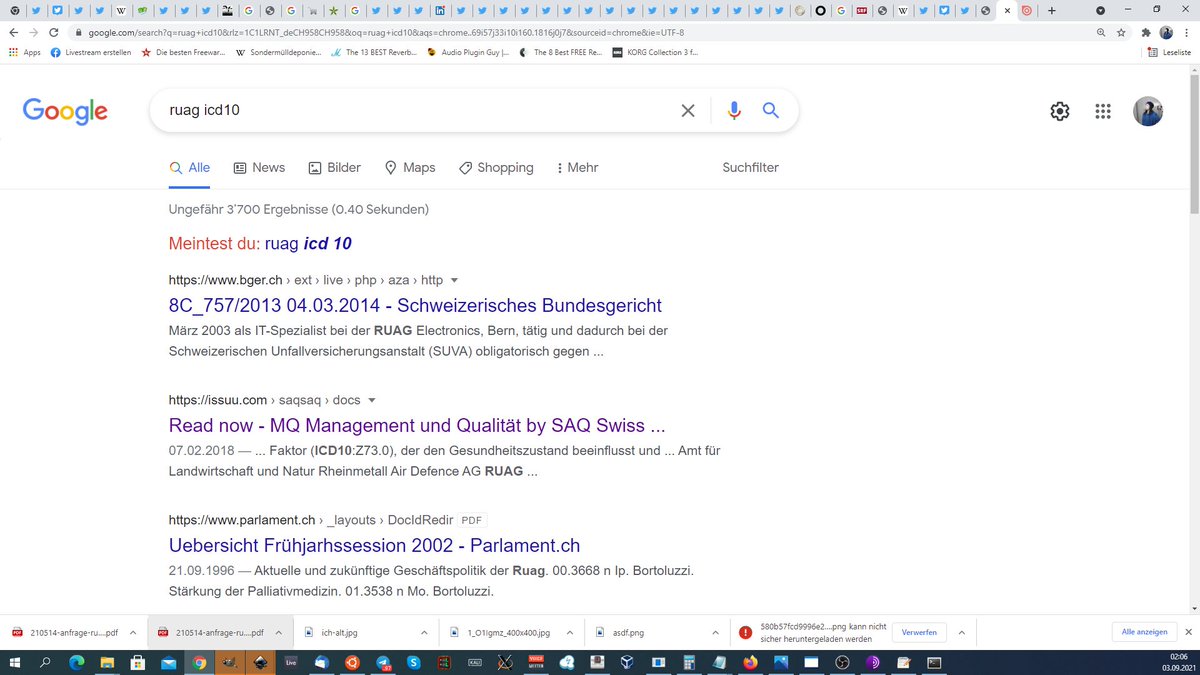 google.com/search?q=ruag+icd10&rlz=1C1LRNT_deCH958CH958&oq=ruag+icd10&aqs=chrome..69i57j33i10i160.1816j0j7&sourceid=chrome&ie=UTF-8
Apps Livestream erstellen Die besten Freewar... Sondermülldeponie... The 13 BEST Reverb... Audio Plugin Guy |... The 8 Best FREE Re... KORG Collection 3 f... Leseliste
Google
ruag icd10
Alle News Bilder Maps Shopping Mehr Suchfilter
Ungefähr 3'700 Ergebnisse (0.40 Sekunden)
Meintest du: ruag icd 10
https://www.bger.ch › ext › live › php › aza › http
8C_757/2013 04.03.2014 - Schweizerisches Bundesgericht
März 2003 als IT-Spezialist bei der RUAG Electronics, Bern, tätig und dadurch bei der
Schweizerischen Unfallversicherungsanstalt (SUVA) obligatorisch gegen ...
https://issuu.com › saqsaq › docs
Read now - MQ Management und Qualität by SAQ Swiss ...
07.02.2018 — ... Faktor (ICD10:Z73.0), der den Gesundheitszustand beeinflusst und ... Amt für
Landwirtschaft und Natur Rheinmetall Air Defence AG RUAG ...
https://www.parlament.ch › _layouts › DocIdRedir PDF
Uebersicht Frühjarhssession 2002 - Parlament.ch
21.09.1996 — Aktuelle und zukünftige Geschäftspolitik der Ruag. 00.3668 n Ip. Bortoluzzi.
Stärkung der Palliativmedizin. 01.3538 n Mo. Bortoluzzi.
210514-anfrage-ru....pdf 210514-anfrage-ru....pdf ich-alt.jpg 1_O1Igmz_400x400.jpg asdf.png 580b57fcd9996e2....png kann nicht
sicher heruntergeladen werden Verwerfen Alle anzeigen
02:06
03.09.2021